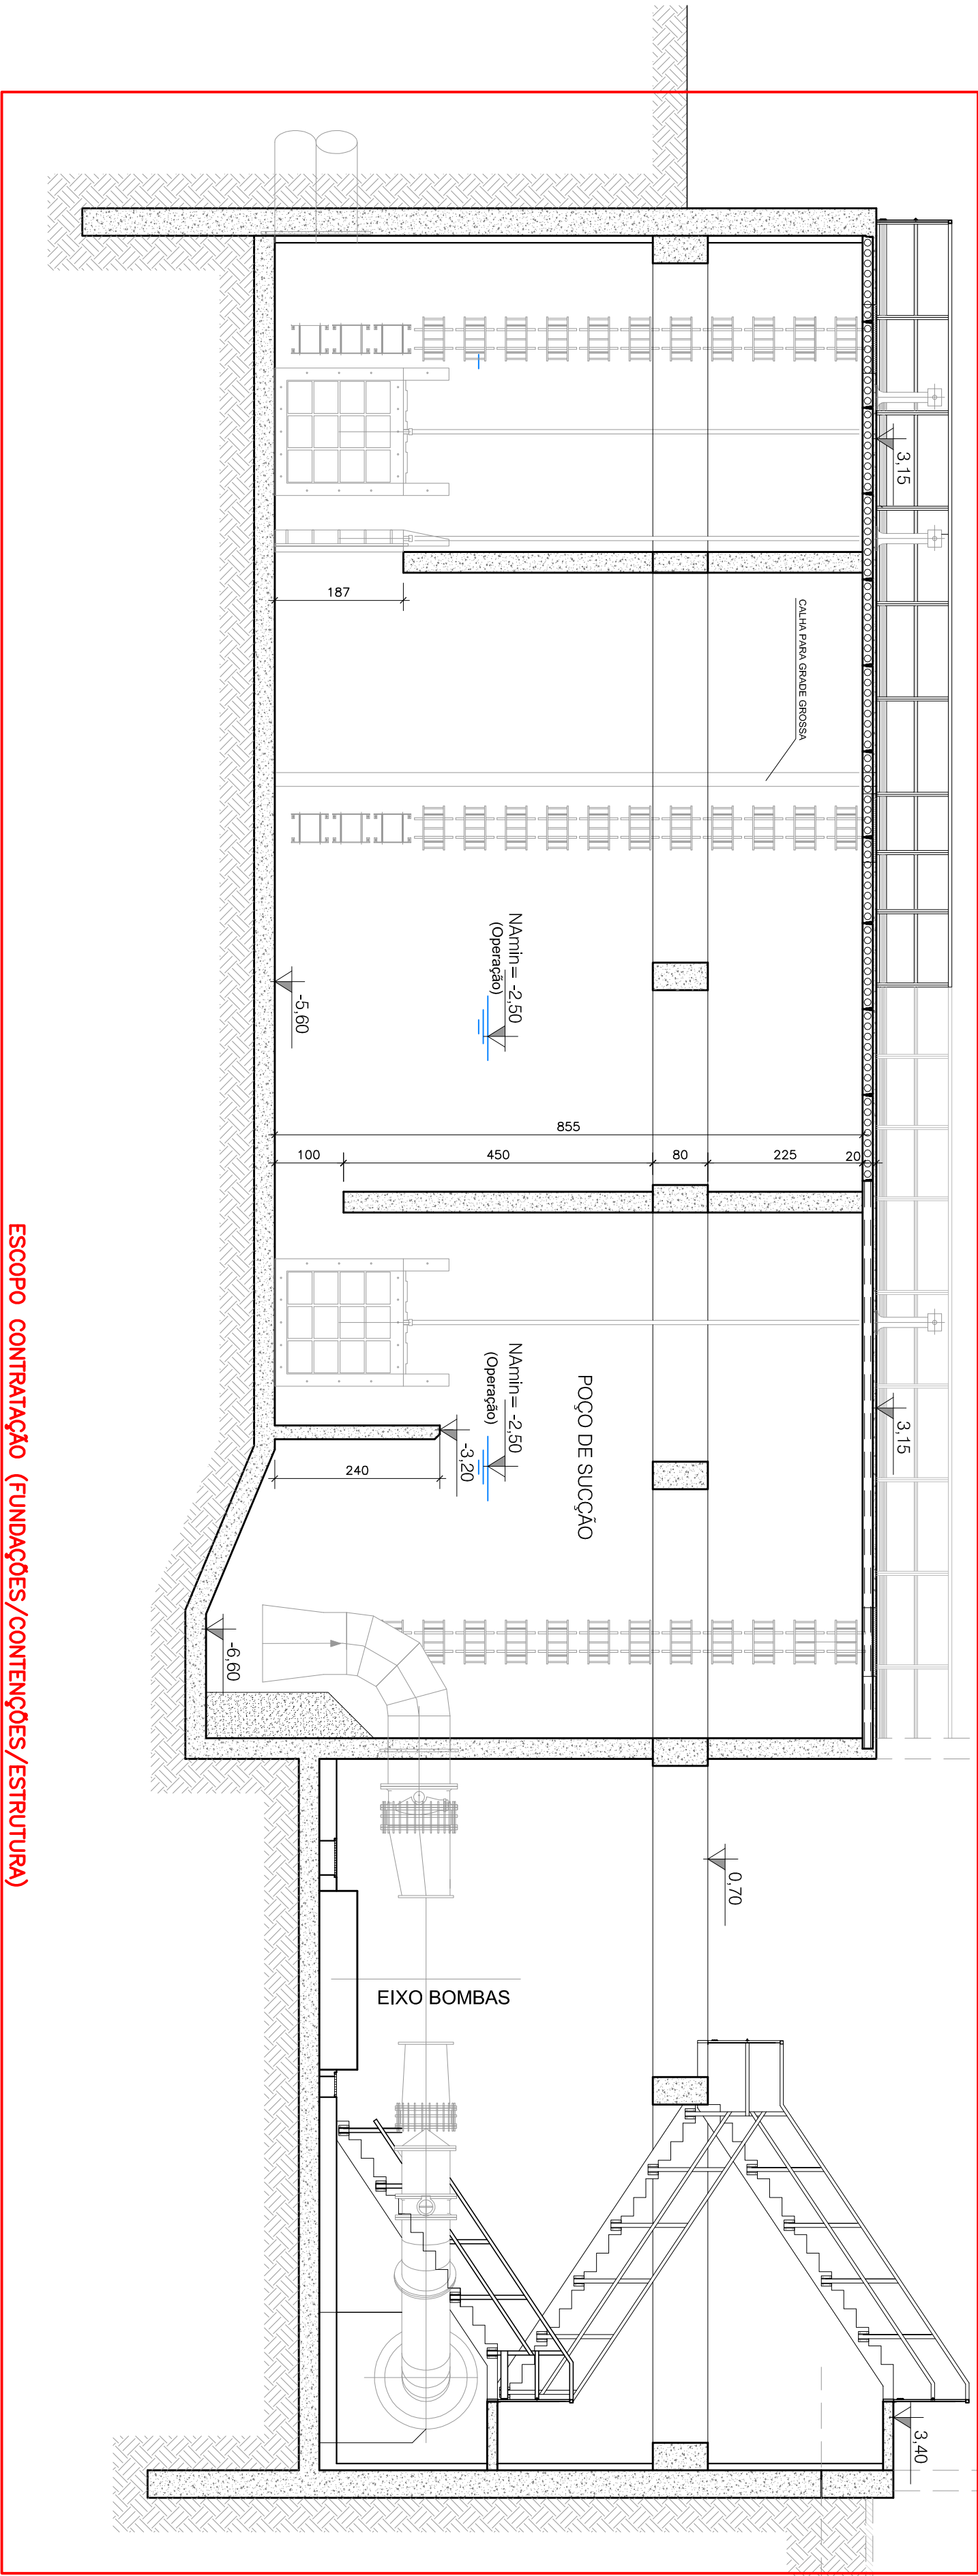 3,15
187
CALHA PARA GRADE GROSSA
NAmin= -2,50
(Operação)
-5,60
855
100
450
80
225
20
3,15
NAmin= -2,50
(Operação)
-3,20
240
POÇO DE SUCÇÃO
-6,60
0,70
EIXO BOMBAS
3,40
ESCOPO CONTRATAÇÃO (FUNDAÇÕES/CONTENÇÕES/ESTRUTURA)